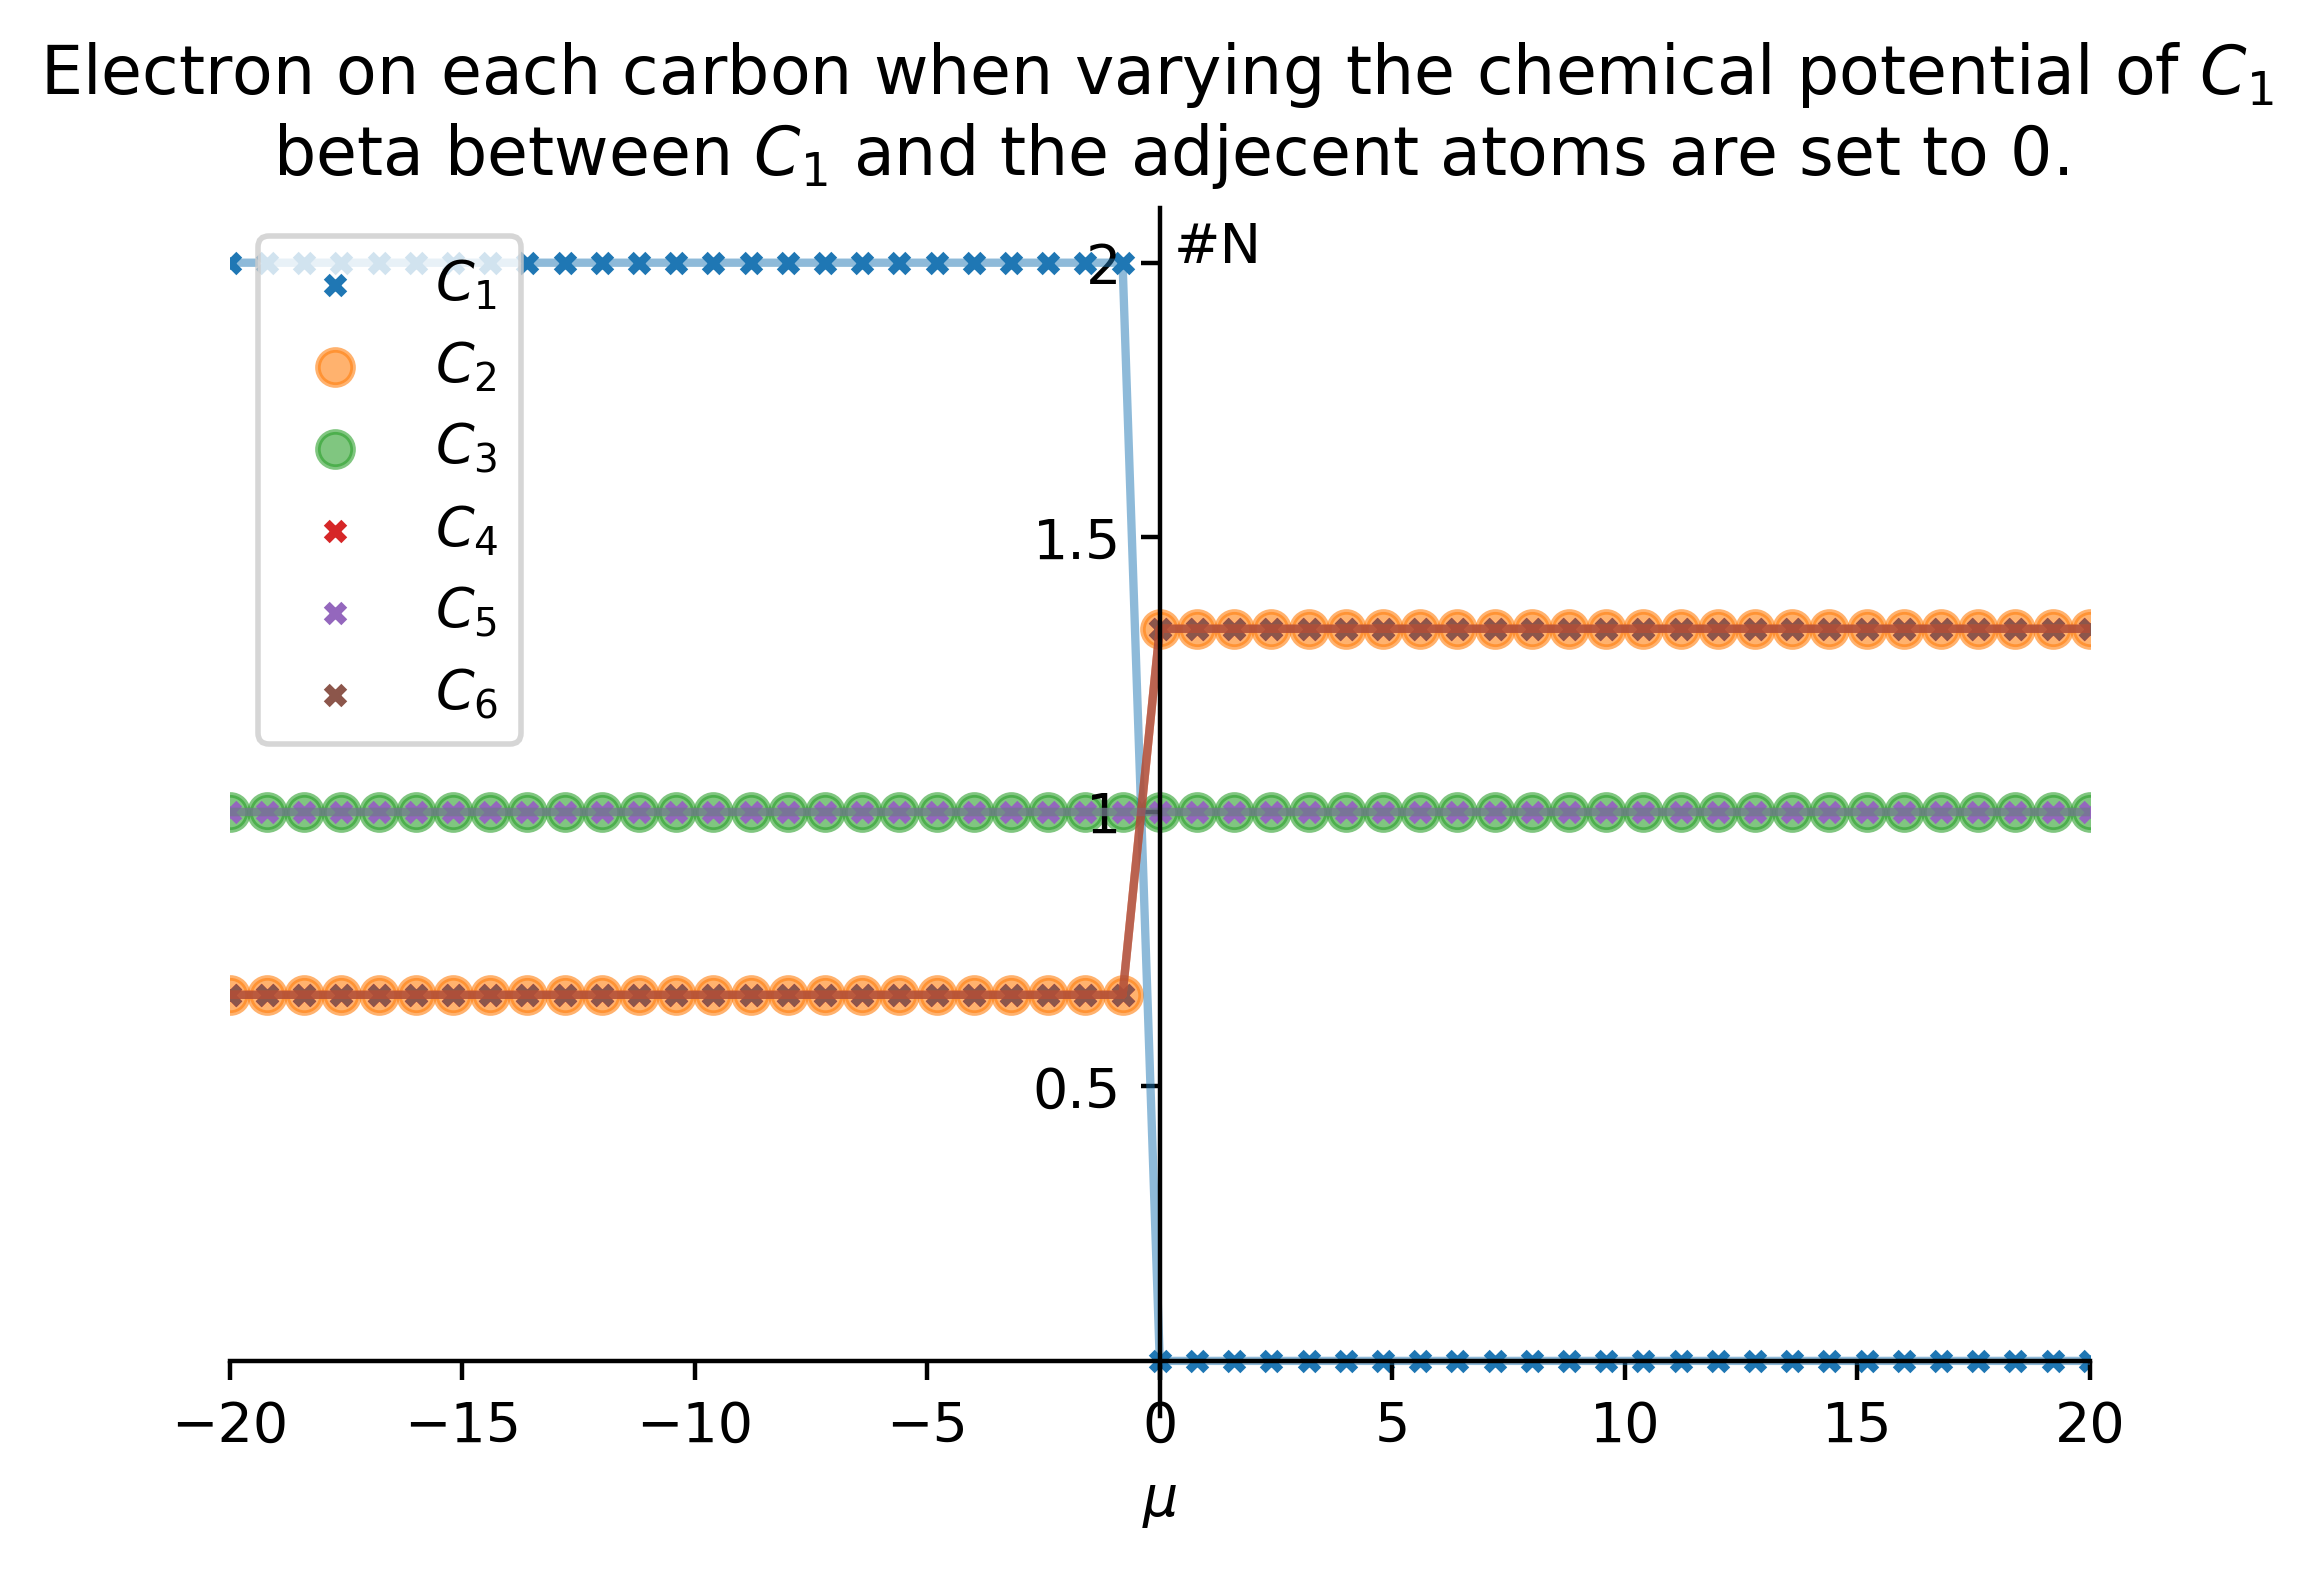 Electron on each carbon when varying the chemical potential of C₁
beta between C₁ and the adjecent atoms are set to 0.
#N
2
1.5
1
0.5
C₁
C₂
C₃
C₄
C₅
C₆
−20 −15 −10 −5 0 5 10 15 20
μ